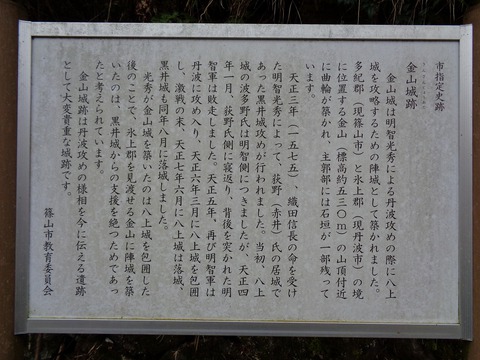 市指定史跡
金山城跡
金山城は明智光秀による丹波攻めの際に八上
城を攻略するための陣城として築かれました。
多紀郡（現篠山市）と氷上郡（現丹波市）の境
に位置する金山（標高約五三〇ｍ）の山頂付近
に曲輪が築かれ、主郭部には石垣が一部残って
います。
天正三年（一五七五）、織田信長の命を受け
た明智光秀によって、荻野（赤井）氏の居城で
あった黒井城攻めが行われました。当初、八上
城の波多野氏は明智側につきましたが、天正四
年一月、荻野氏側に寝返り、背後を突かれた明
智軍は敗走しました。天正五年、再び明智軍は
丹波に攻め入り、天正六年三月に八上城を包囲
し、激戦の末、天正七年六月に八上城は落城、
黒井城も同年八月に落城しました。
光秀が金山城を築いたのは八上城を包囲した
後のことで、氷上郡を見渡せる金山に陣城を築
いたのは、黒井城からの支援を絶つためであっ
たと考えられています。
金山城跡は丹波攻めの様相を今に伝える遺跡
として大変貴重な城跡です。
篠山市教育委員会